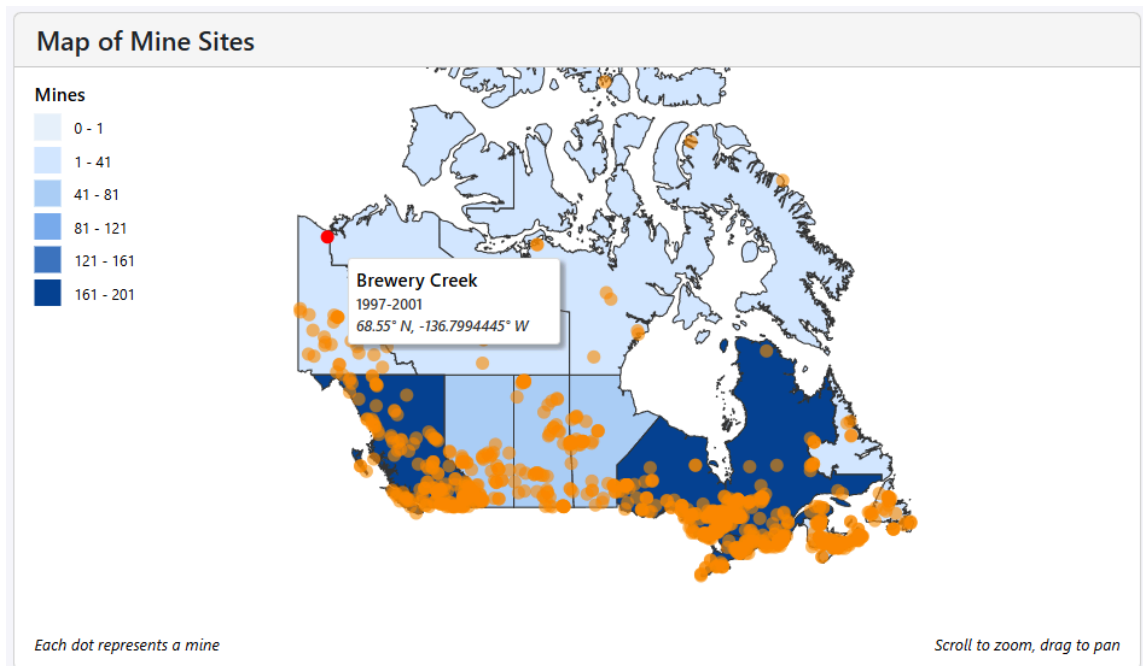 Map of Mine Sites
Mines
0 - 1
1 - 41
41 - 81
81 - 121
121 - 161
161 - 201
Brewery Creek
1997-2001
68.55° N, -136.7994445° W
Each dot represents a mine
Scroll to zoom, drag to pan